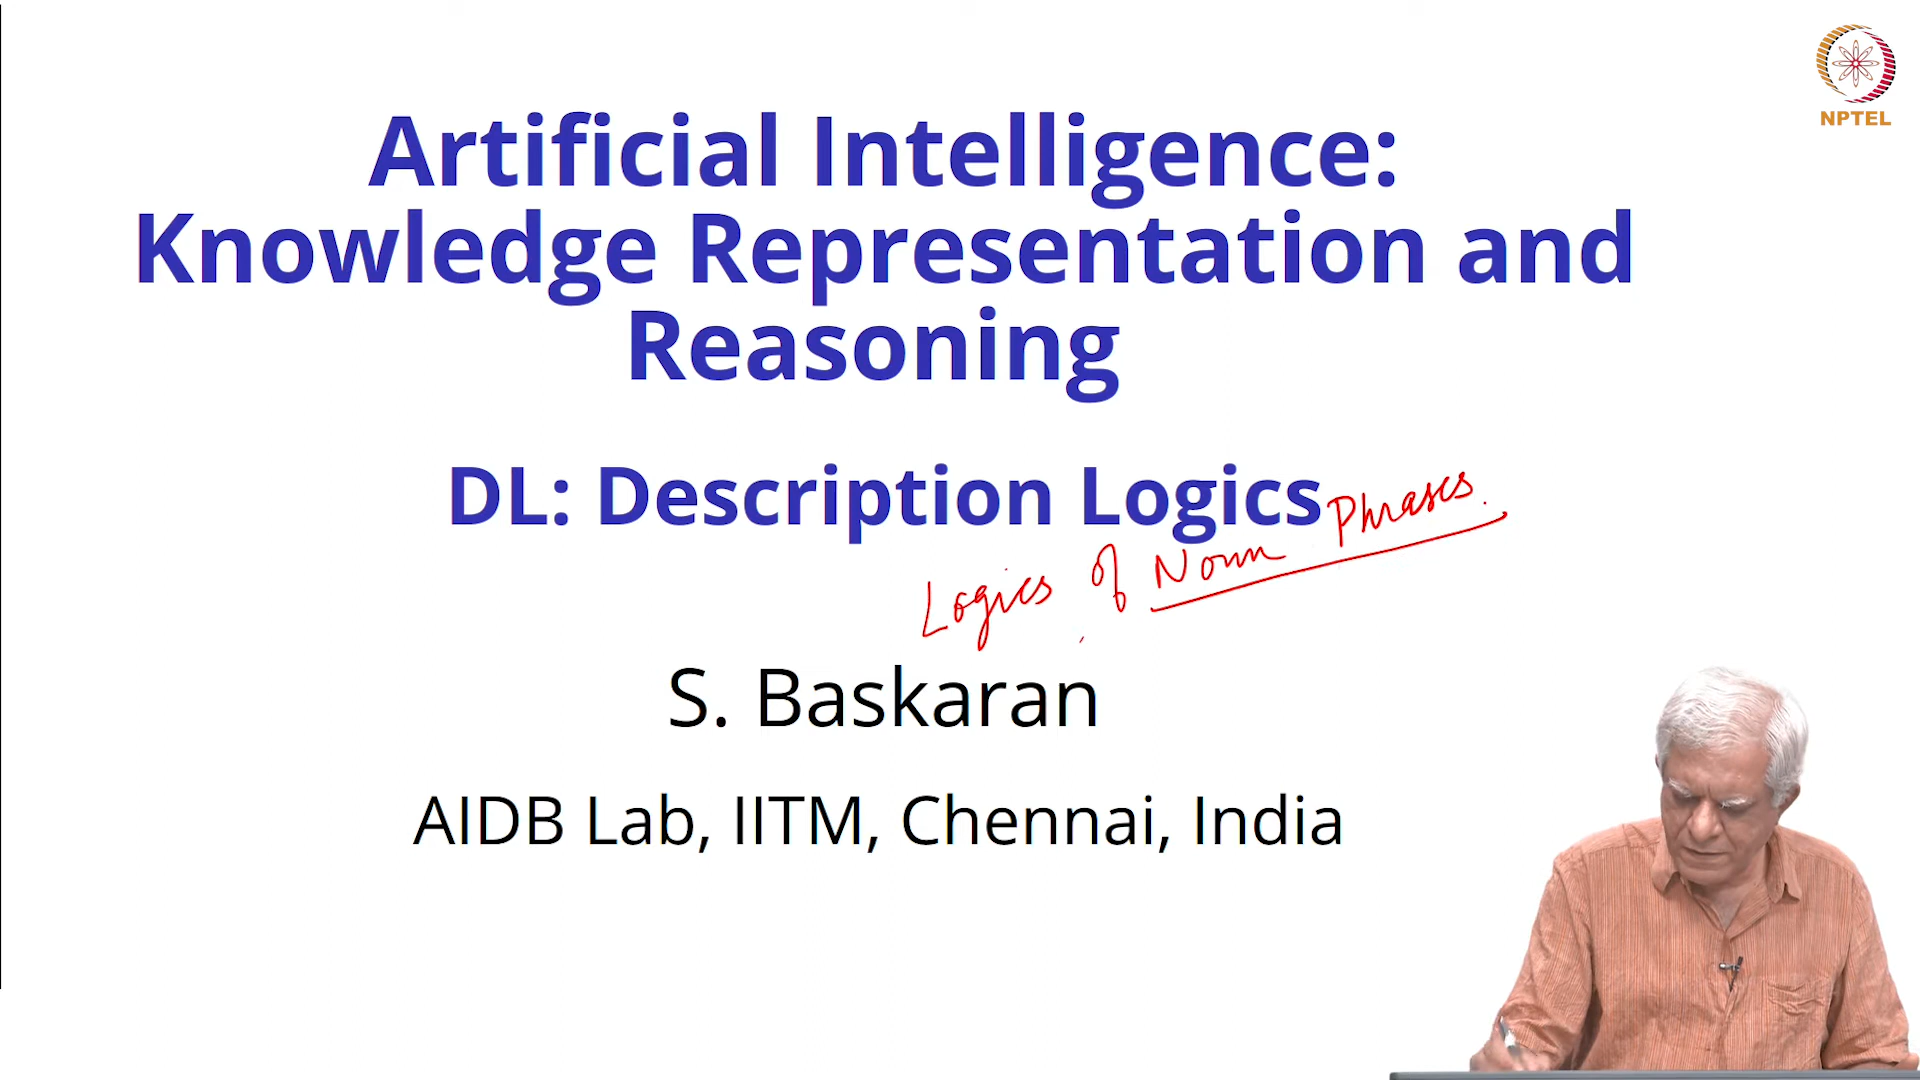 NPTEL
Artificial Intelligence:
Knowledge Representation and
Reasoning
DL: Description Logics
Logics of Noun Phrases.
S. Baskaran
AIDB Lab, IITM, Chennai, India